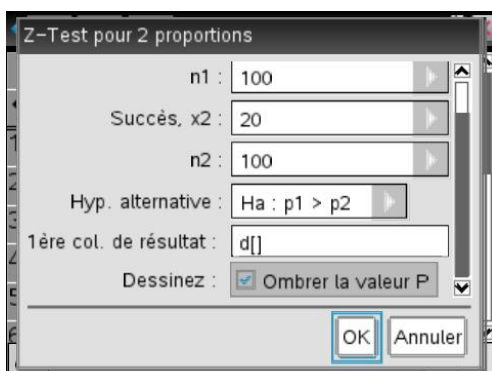 Z-Test pour 2 proportions
n1 : 100
Succès, x2 : 20
n2 : 100
Hyp. alternative : Ha : p1 > p2
1ère col. de résultat : d[]
Dessinez : Ombrer la valeur P
OK Annuler